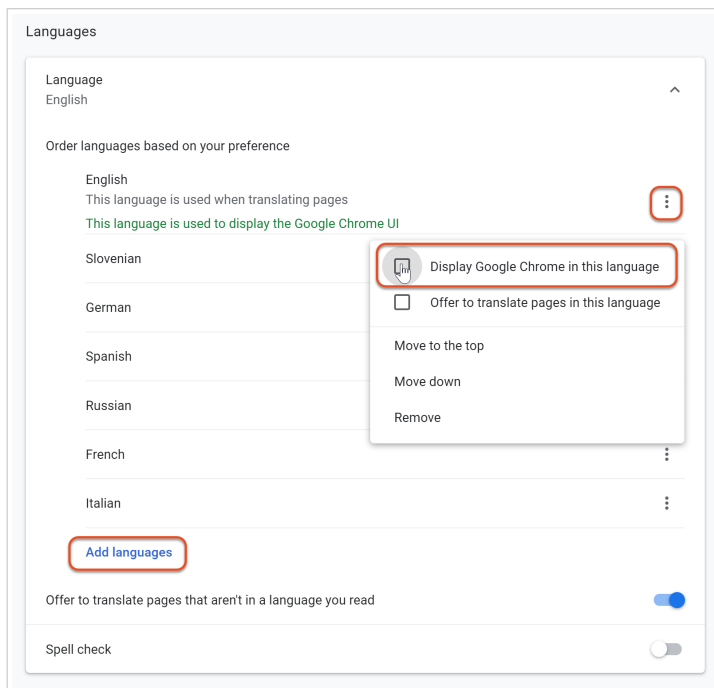 Languages
Language
English
Order languages based on your preference
English
This language is used when translating pages
This language is used to display the Google Chrome UI
Slovenian
Display Google Chrome in this language
Offer to translate pages in this language
German
Spanish
Move to the top
Move down
Russian
Remove
French
Italian
Add languages
Offer to translate pages that aren't in a language you read
Spell check